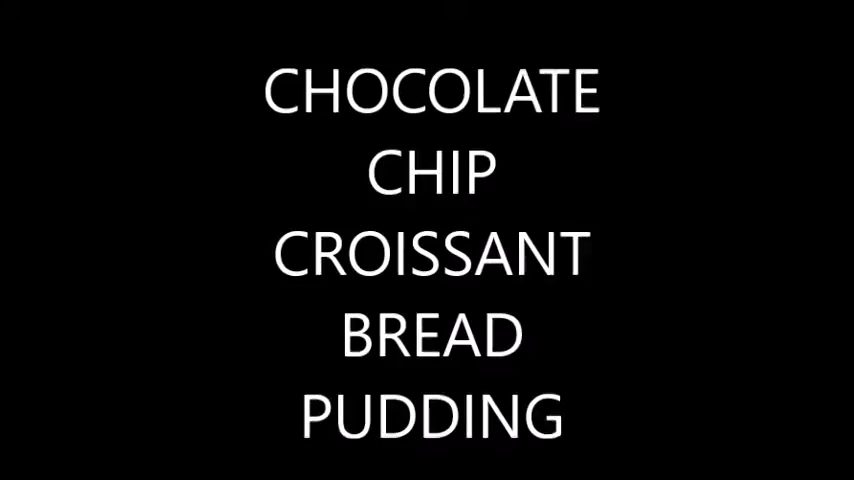 CHOCOLATE
CHIP
CROISSANT
BREAD
PUDDING